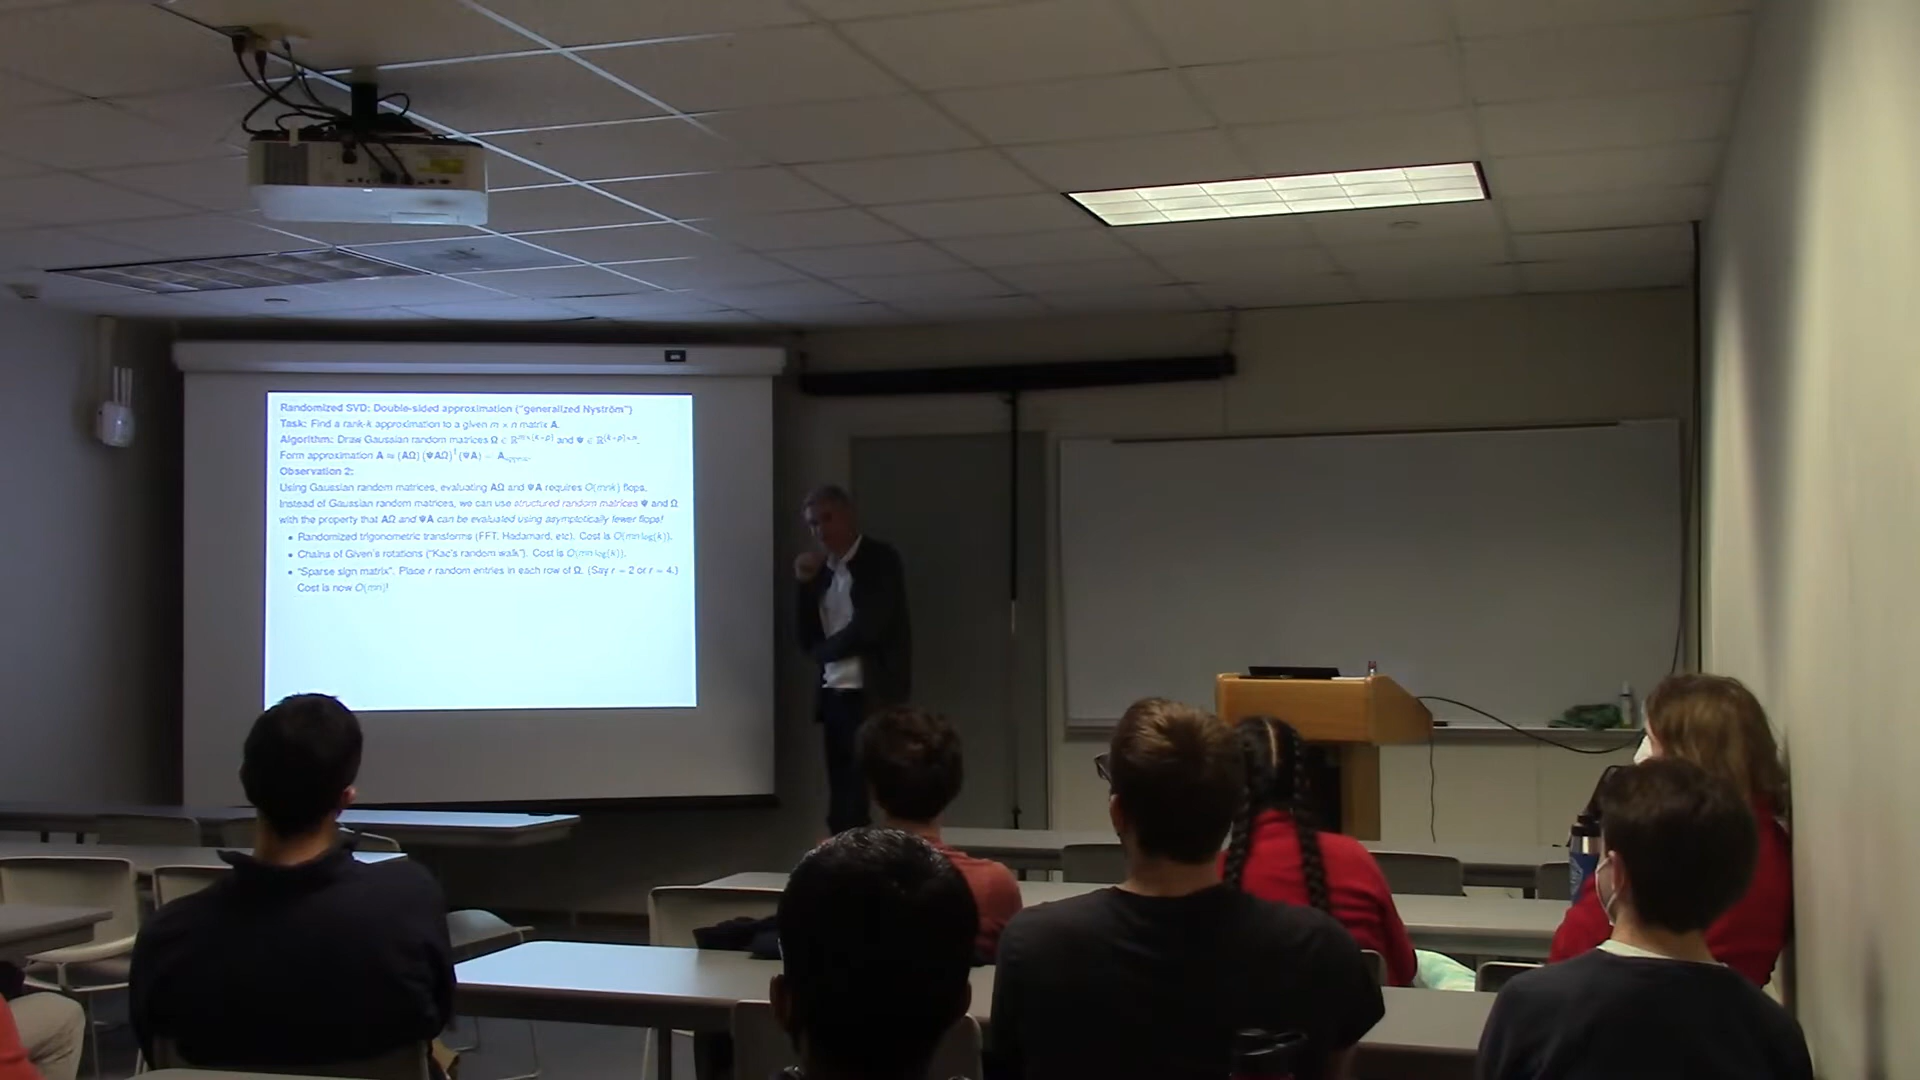 Randomized SVD: Double-sided approximation ("generalized Nyström")
Task: Find a rank-k approximation to a given m × n matrix A.
Algorithm: Draw Gaussian random matrices Ω ∈ ℝ and Ψ ∈ ℝ
Form approximation A ≈ (AΩ) (ΨAΩ)† (ΨA) = A
Observation 2:
Using Gaussian random matrices, evaluating AΩ and ΨA requires O(mnk) flops.
Instead of Gaussian random matrices, we can use structured random matrices Ψ and Ω
with the property that AΩ and ΨA can be evaluated using asymptotically fewer flops!
• Randomized trigonometric transforms (FFT, Hadamard, etc). Cost is O(mn log(k)).
• Chains of Given's rotations ("Kac's random walk"). Cost is O(mn log(k)).
• "Sparse sign matrix". Place r random entries in each row of Ω. (Say r = 2 or r = 4.)
Cost is now O(mn)!